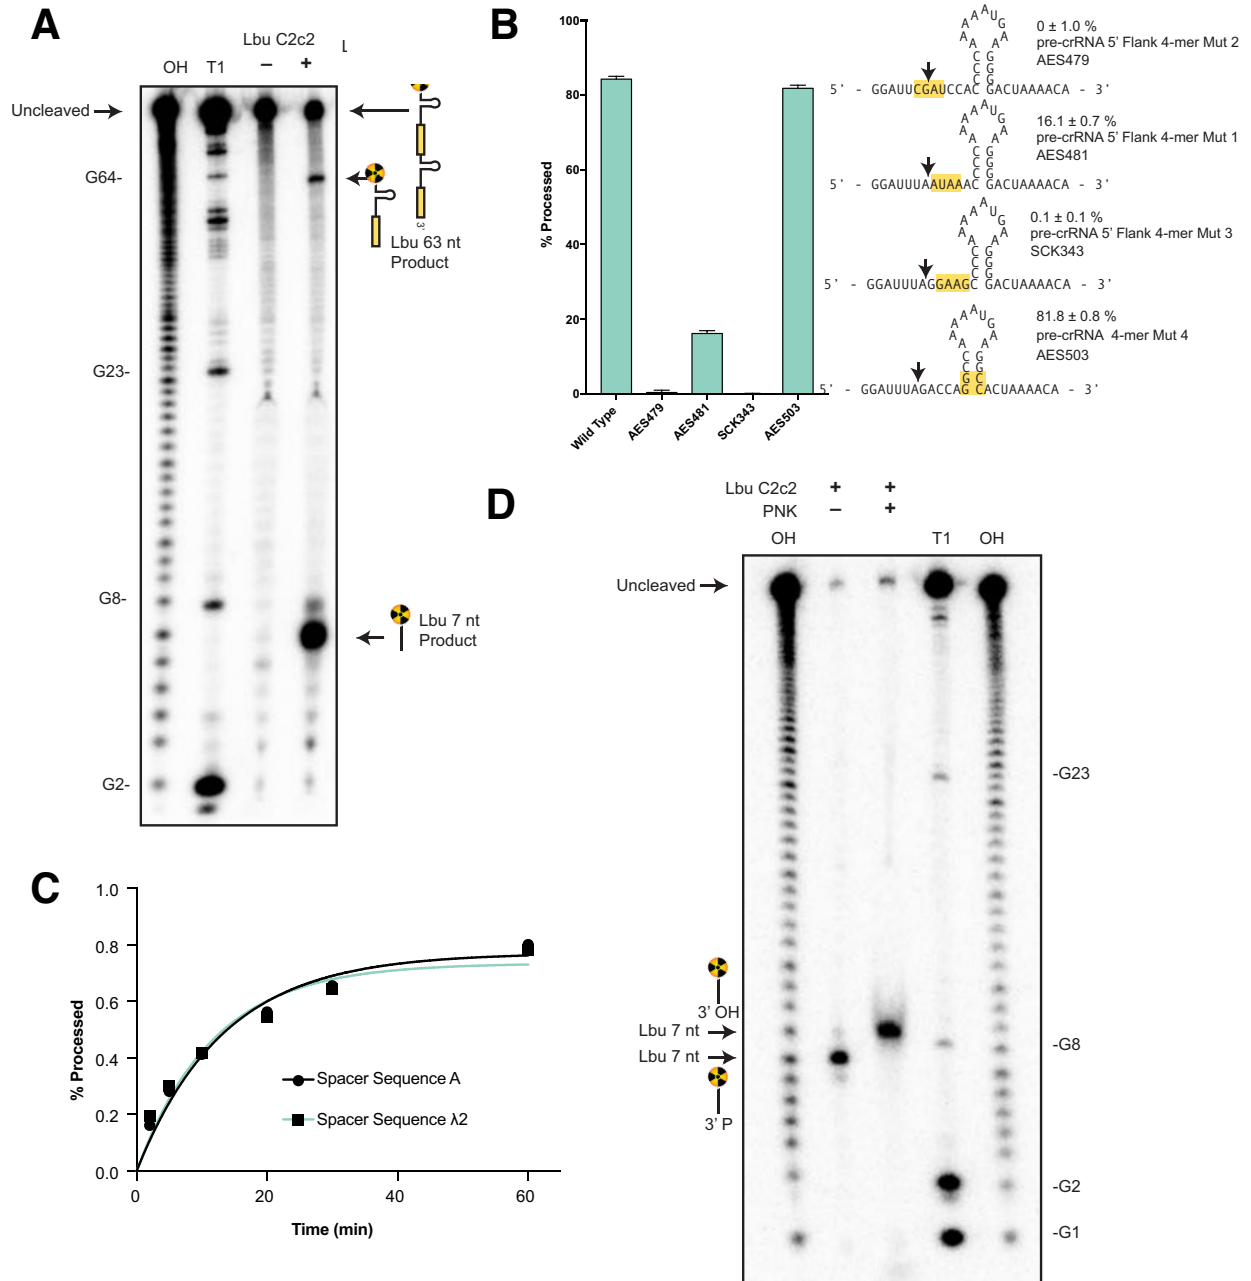 A
Lbu C2c2
L
OH T1 – +
Uncleaved
G64-
G23-
G8-
G2-
3'
Lbu 63 nt
Product
Lbu 7 nt
Product
B
% Processed
100
80
60
40
20
0
Wild Type
AES479
AES481
SCK343
AES503
0 ± 1.0 %
pre-crRNA 5' Flank 4-mer Mut 2
AES479
5' - GGAUUCGAUCCAC GACUAAAACA - 3'
16.1 ± 0.7 %
pre-crRNA 5' Flank 4-mer Mut 1
AES481
5' - GGAUUUAAUAAAC GACUAAAACA - 3'
0.1 ± 0.1 %
pre-crRNA 5' Flank 4-mer Mut 3
SCK343
5' - GGAUUUAGGAAGC GACUAAAACA - 3'
81.8 ± 0.8 %
pre-crRNA 4-mer Mut 4
AES503
5' - GGAUUUAGACCAG CACUAAAACA - 3'
C
% Processed
1.0
0.8
0.6
0.4
0.2
0.0
0 20 40 60
Time (min)
Spacer Sequence A
Spacer Sequence λ2
D
Lbu C2c2 + +
PNK – +
OH T1 OH
Uncleaved
-G23
3' OH
Lbu 7 nt
Lbu 7 nt
3' P
-G8
-G2
-G1